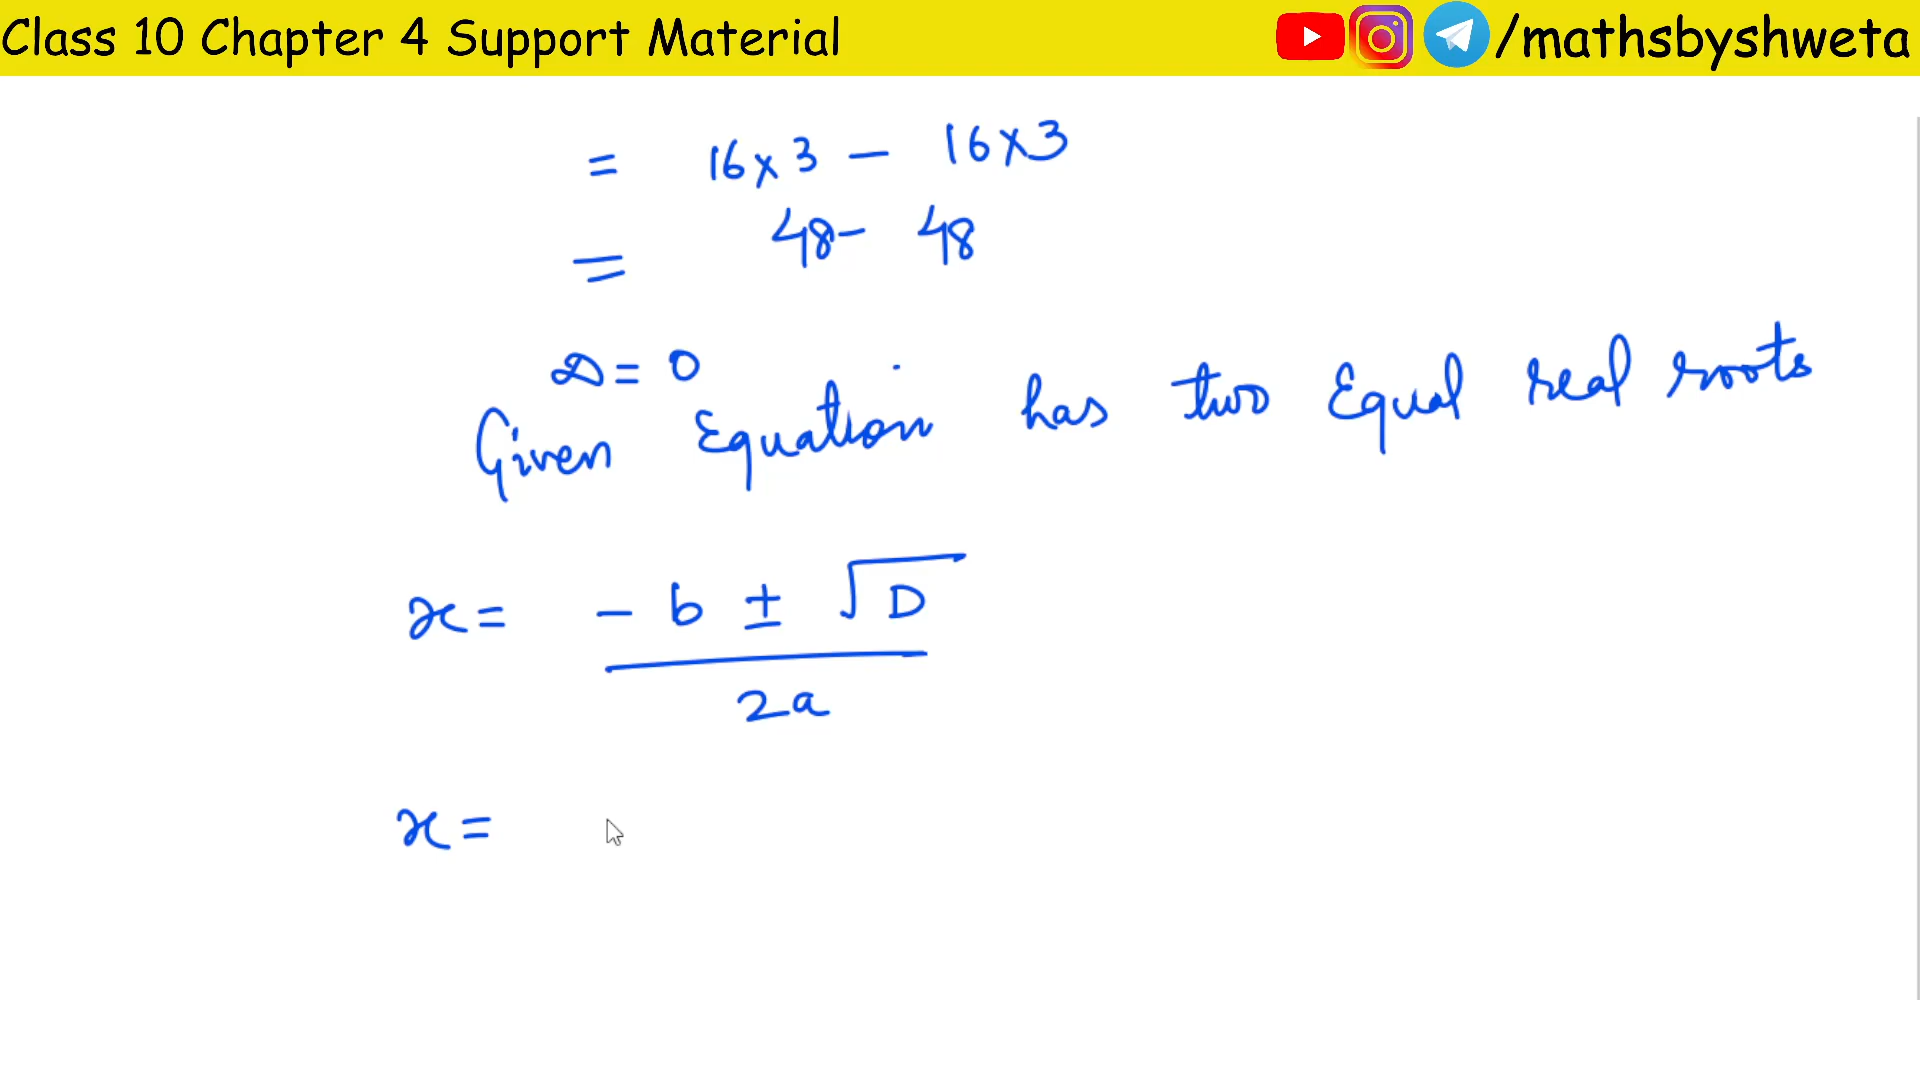 Class 10 Chapter 4 Support Material
/mathsbyshweta
= 16x3 - 16x3
= 48 - 48
D = 0
Given Equation has two Equal real roots
x = - b ± √D
2a
x =